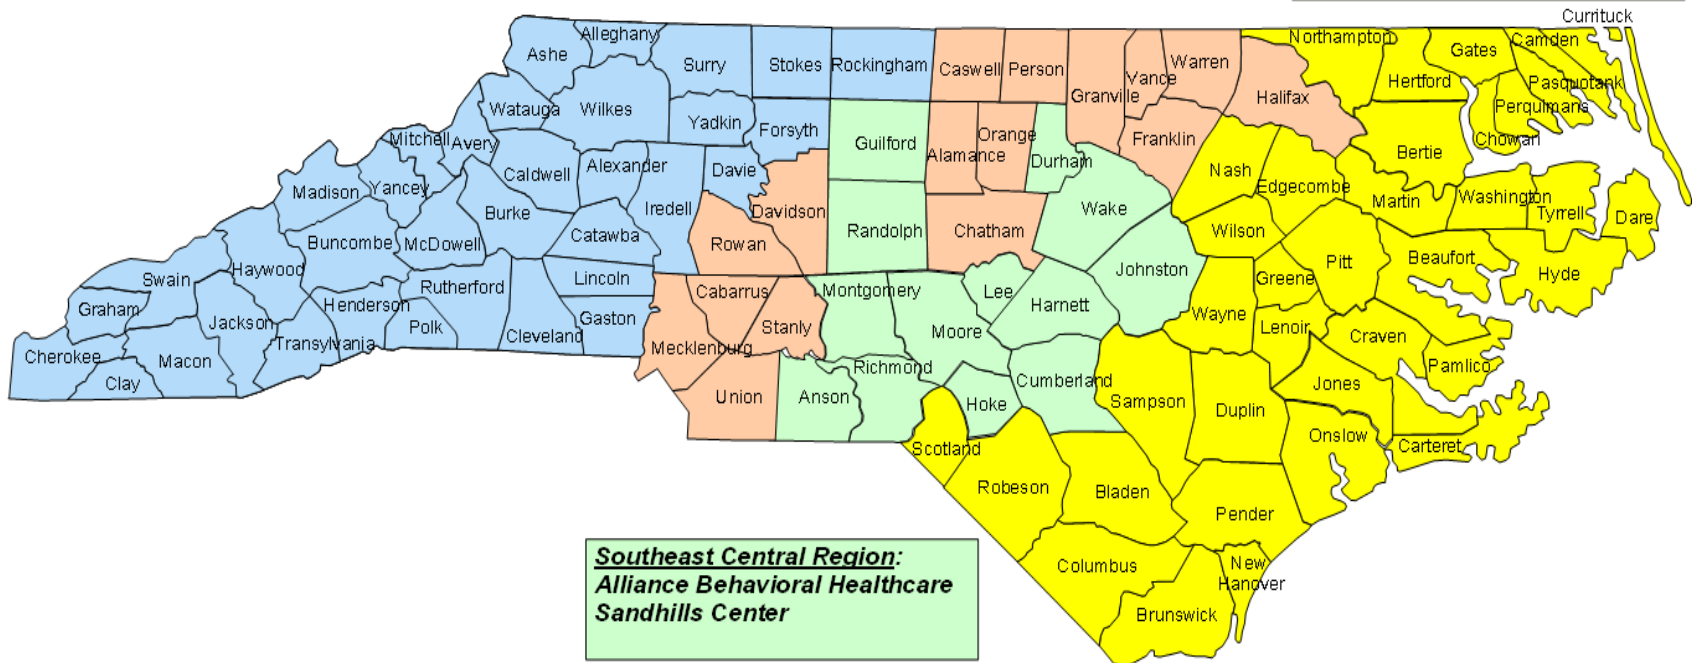 Currituck
Alleghany
Northampton
Camden
Ashe
Gates
Surry
Stokes
Rockingham
Caswell
Person
Warren
Vance
Hertford
Pasquotank
Granville
Halifax
Perquimans
Watauga
Wilkes
Yadkin
Forsyth
Mitchell
Avery
Guilford
Orange
Franklin
Chowan
Alamance
Durham
Bertie
Alexander
Caldwell
Davie
Nash
Madison
Yancey
Edgecombe
Washington
Martin
Tyrrell
Dare
Burke
Iredell
Davidson
Wake
Buncombe
McDowell
Catawba
Rowan
Randolph
Chatham
Wilson
Haywood
Swain
Johnston
Pitt
Beaufort
Hyde
Greene
Rutherford
Lincoln
Cabarrus
Montgomery
Lee
Harnett
Graham
Henderson
Jackson
Polk
Gaston
Cleveland
Stanly
Moore
Wayne
Lenoir
Craven
Transylvania
Mecklenburg
Cherokee
Macon
Clay
Richmond
Cumberland
Pamlico
Jones
Union
Anson
Hoke
Sampson
Duplin
Onslow
Carteret
Scotland
Robeson
Bladen
Pender
Columbus
New
Hanover
Brunswick
Southeast Central Region:
Alliance Behavioral Healthcare
Sandhills Center